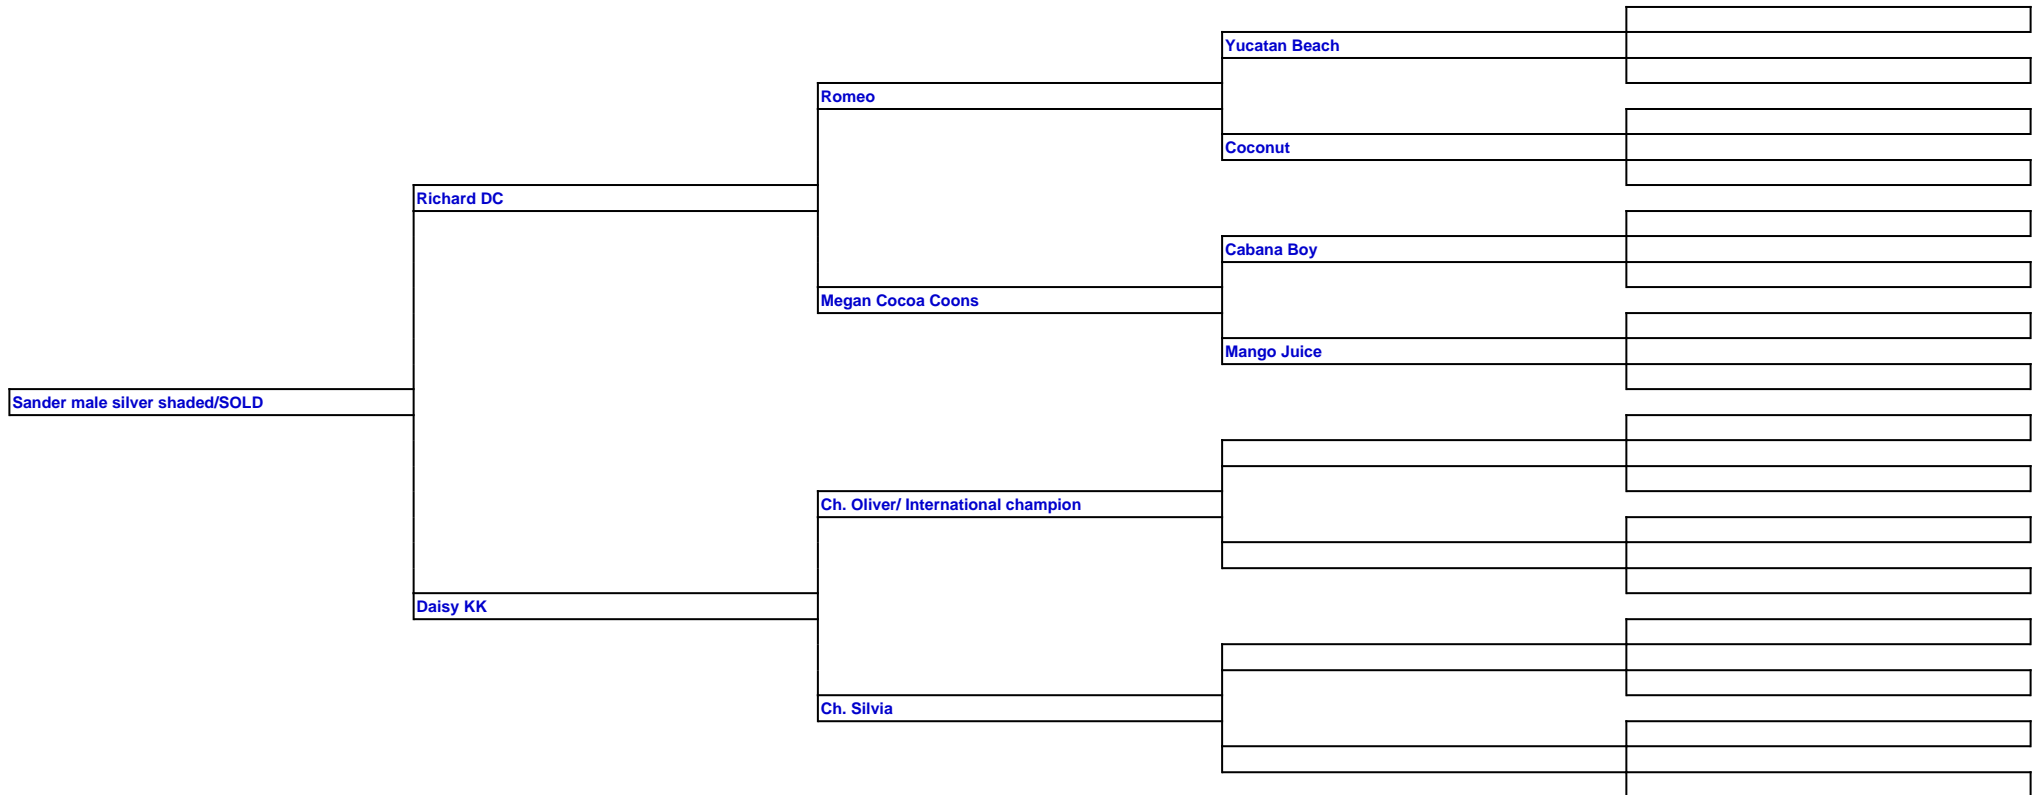 Yucatan Beach
Romeo
Coconut
Richard DC
Cabana Boy
Megan Cocoa Coons
Mango Juice
Sander male silver shaded/SOLD
Ch. Oliver/ International champion
Daisy KK
Ch. Silvia